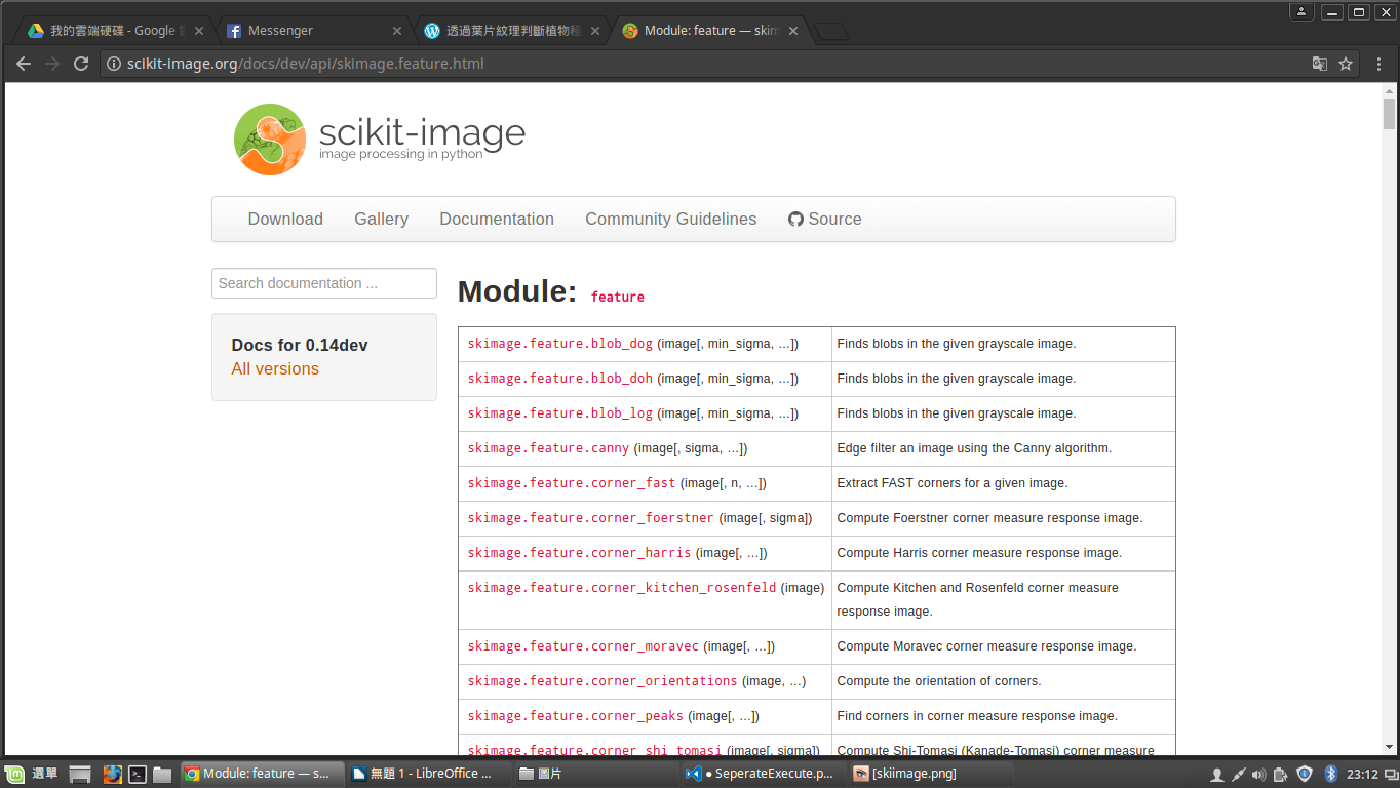 我的雲端硬碟 - Google
Messenger
透過葉片紋理判斷植物種
Module: feature — skim
scikit-image.org/docs/dev/api/skimage.feature.html
scikit-image
image processing in python
Download
Gallery
Documentation
Community Guidelines
Source
Search documentation ...
Docs for 0.14dev
All versions
Module: feature
skimage.feature.blob_dog (image[, min_sigma, ...]) Finds blobs in the given grayscale image.
skimage.feature.blob_doh (image[, min_sigma, ...]) Finds blobs in the given grayscale image.
skimage.feature.blob_log (image[, min_sigma, ...]) Finds blobs in the given grayscale image.
skimage.feature.canny (image[, sigma, ...]) Edge filter an image using the Canny algorithm.
skimage.feature.corner_fast (image[, n, ...]) Extract FAST corners for a given image.
skimage.feature.corner_foerstner (image[, sigma]) Compute Foerstner corner measure response image.
skimage.feature.corner_harris (image[, ...]) Compute Harris corner measure response image.
skimage.feature.corner_kitchen_rosenfeld (image) Compute Kitchen and Rosenfeld corner measure
response image.
skimage.feature.corner_moravec (image[, ...]) Compute Moravec corner measure response image.
skimage.feature.corner_orientations (image, ...) Compute the orientation of corners.
skimage.feature.corner_peaks (image[, ...]) Find corners in corner measure response image.
skimage.feature.corner_shi_tomasi (image[, sigma]) Compute Shi-Tomasi (Kanade-Tomasi) corner measure
選單
Module: feature — s...
無題 1 - LibreOffice ...
圖片
● SeperateExecute.p...
[skiimage.png]
23:12